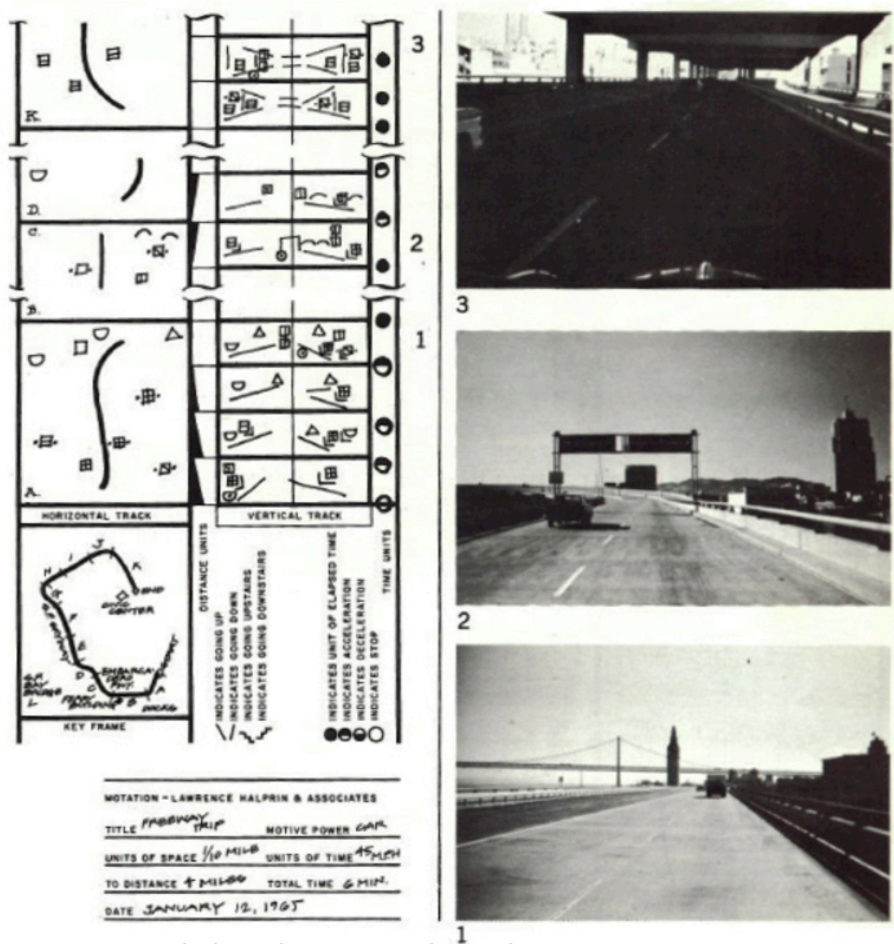 3
K.
D.
C.
2
B.
1
A.
HORIZONTAL TRACK
VERTICAL TRACK
DISTANCE UNITS
INDICATES GOING UP
INDICATES GOING DOWN
INDICATES GOING UPSTAIRS
INDICATES GOING DOWNSTAIRS
INDICATES UNIT OF ELAPSED TIME
INDICATES ACCELERATION
INDICATES DECELERATION
INDICATES STOP
TIME UNITS
J
I
H
K
END
CIVIC CENTER
G
F
E
D
C
B
A
DOCKS
FERRY BUILDING
KEY FRAME
MOTATION – LAWRENCE HALPRIN & ASSOCIATES
TITLE FREEWAY TRIP MOTIVE POWER CAR
UNITS OF SPACE 1/10 MILE UNITS OF TIME 45 MPH
TO DISTANCE 4 MILES TOTAL TIME 6 MIN.
DATE JANUARY 12, 1965
3
2
1